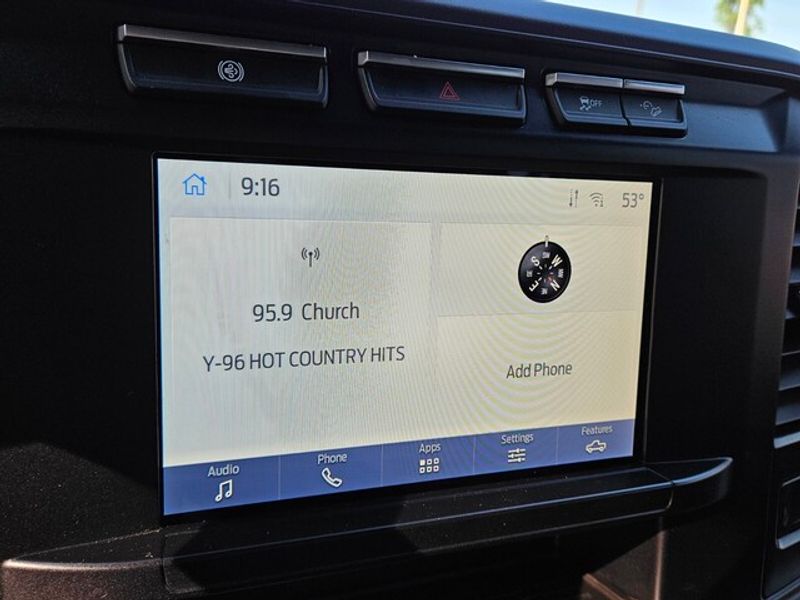 OFF
9:16
53°
95.9 Church
Y-96 HOT COUNTRY HITS
S
W
E
N
Add Phone
Audio
Phone
Apps
Settings
Features